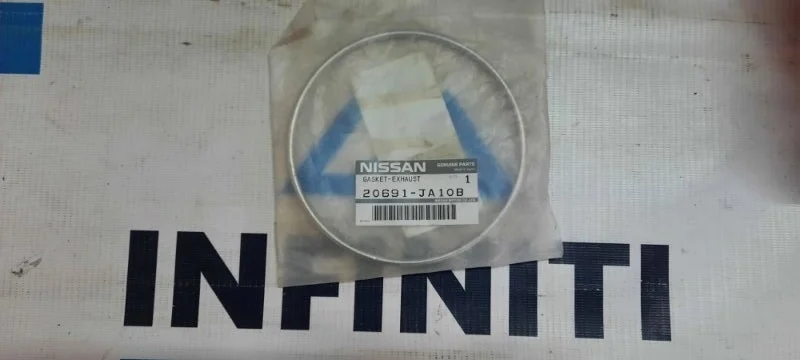 NISSAN GENUINE PARTS
GASKET-EXHAUST 1
20691-JA10B
INFINITI